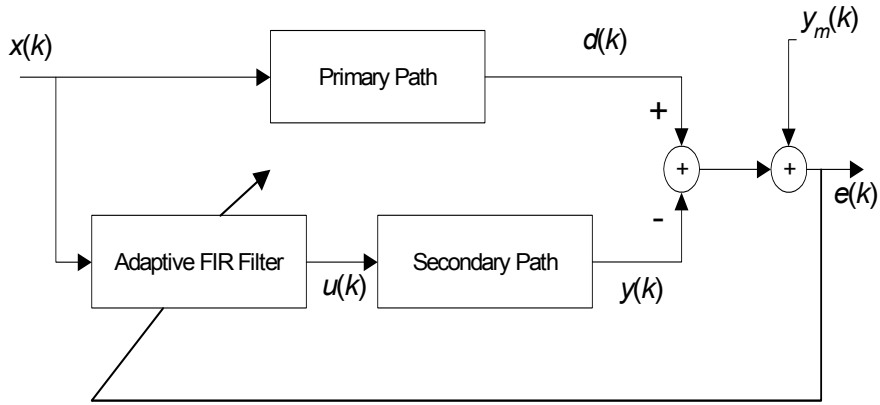 y_m(k)
x(k)
d(k)
Primary Path
+
+
+
e(k)
-
Adaptive FIR Filter
u(k)
Secondary Path
y(k)